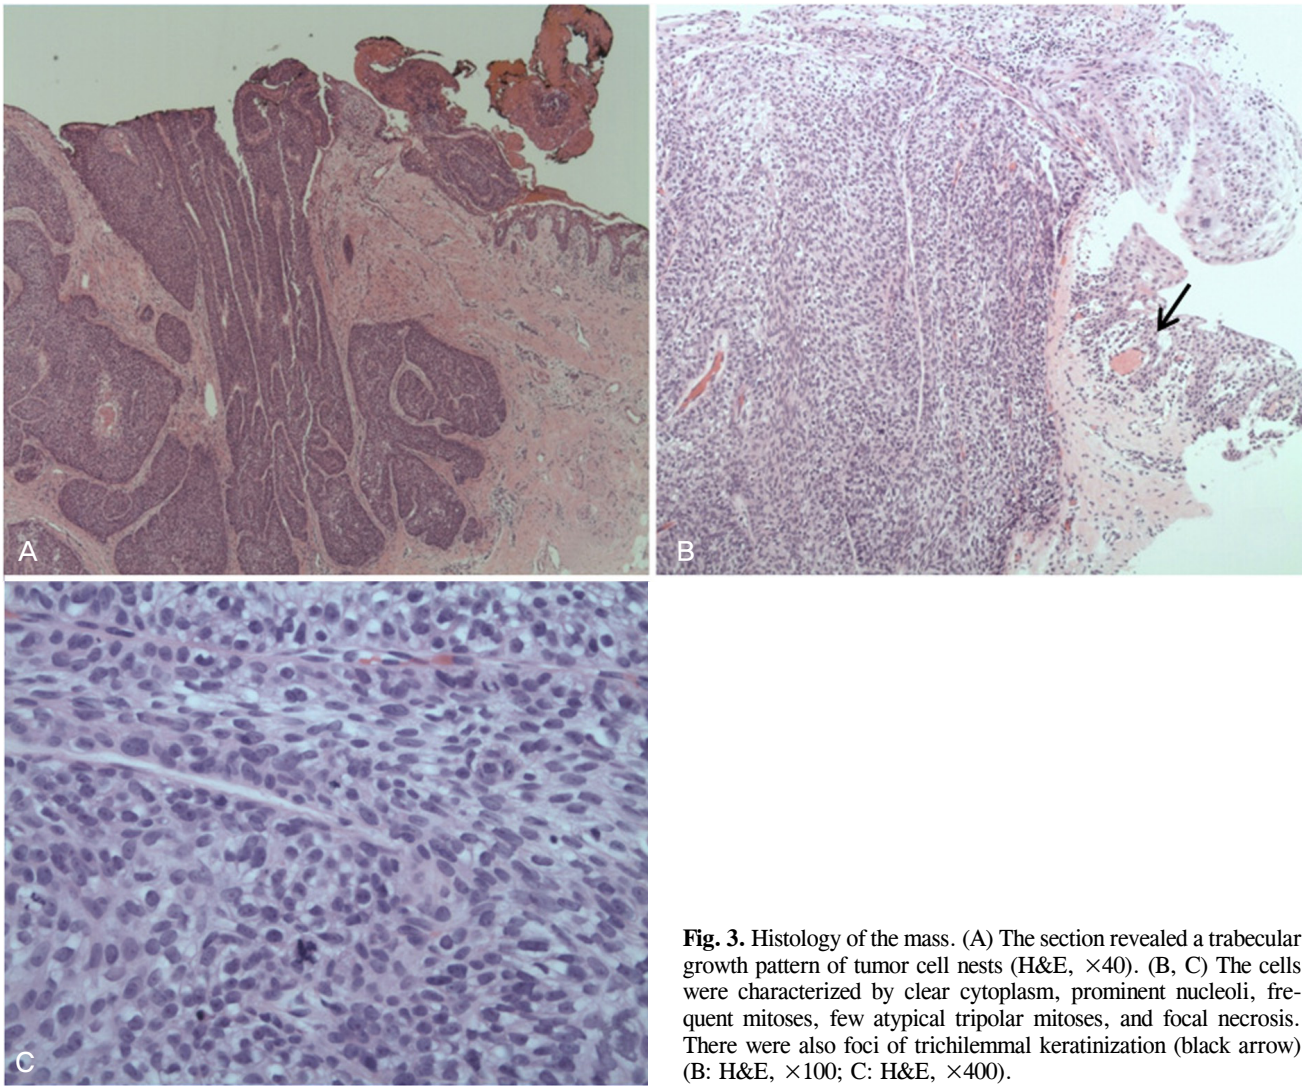 A
B
C
Fig. 3. Histology of the mass. (A) The section revealed a trabecular
growth pattern of tumor cell nests (H&E, ×40). (B, C) The cells
were characterized by clear cytoplasm, prominent nucleoli, fre-
quent mitoses, few atypical tripolar mitoses, and focal necrosis.
There were also foci of trichilemmal keratinization (black arrow)
(B: H&E, ×100; C: H&E, ×400).